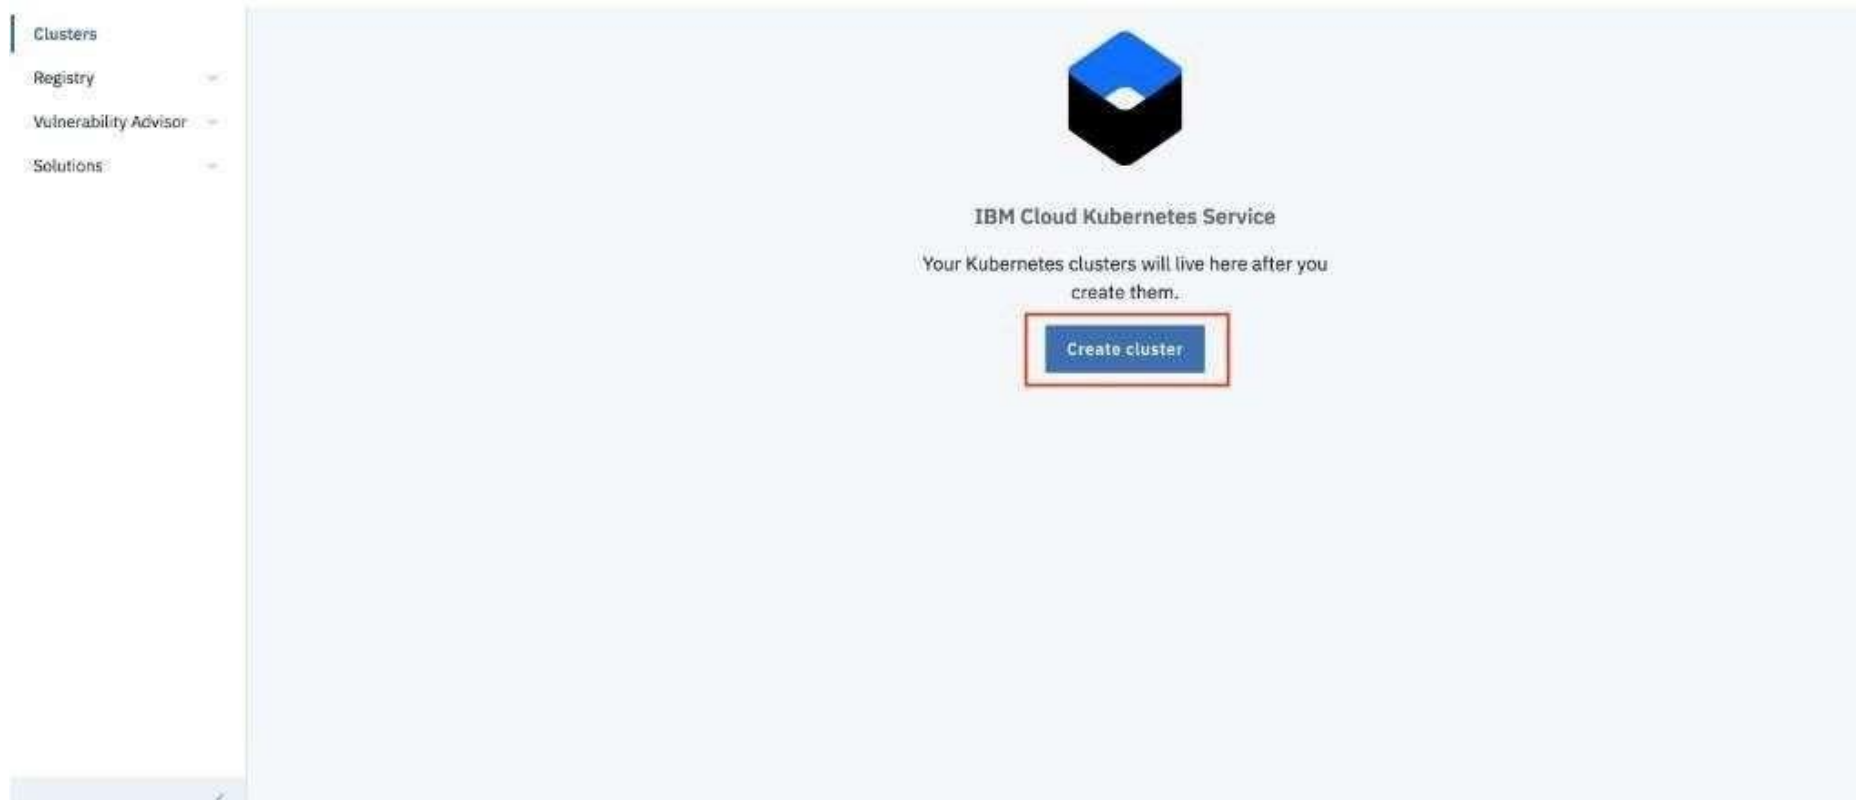 Clusters
Registry
Vulnerability Advisor
Solutions
IBM Cloud Kubernetes Service
Your Kubernetes clusters will live here after you
create them.
Create cluster